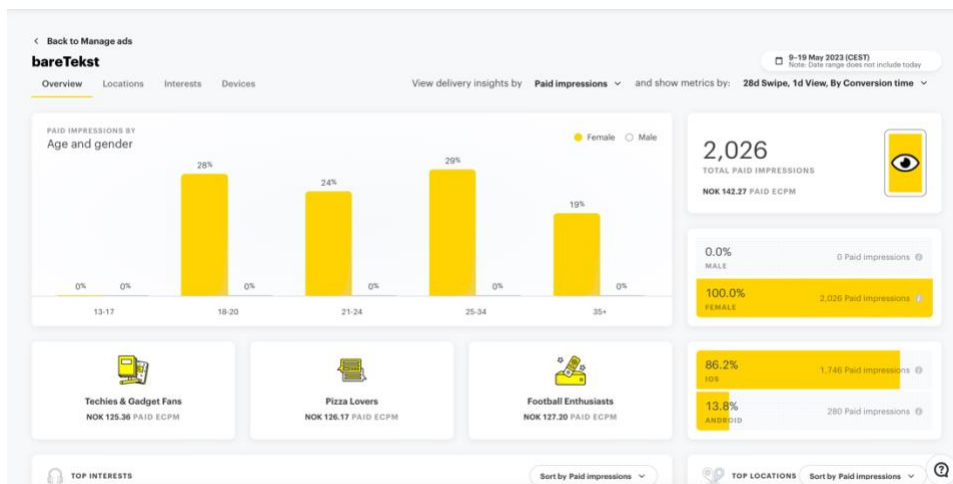 < Back to Manage ads
bareTekst
9–19 May 2023 (CEST)
Note: Date range does not include today
Overview Locations Interests Devices
View delivery insights by Paid impressions and show metrics by: 28d Swipe, 1d View, By Conversion time
PAID IMPRESSIONS BY
Age and gender
Female Male
28%
24%
29%
19%
0% 0% 0% 0% 0% 0%
13-17 18-20 21-24 25-34 35+
2,026
TOTAL PAID IMPRESSIONS
NOK 142.27 PAID ECPM
0.0%
MALE
0 Paid impressions
100.0%
FEMALE
2,026 Paid impressions
Techies & Gadget Fans
NOK 125.36 PAID ECPM
Pizza Lovers
NOK 126.17 PAID ECPM
Football Enthusiasts
NOK 127.20 PAID ECPM
86.2%
IOS
1,746 Paid impressions
13.8%
ANDROID
280 Paid impressions
TOP INTERESTS
Sort by Paid impressions
TOP LOCATIONS
Sort by Paid impressions